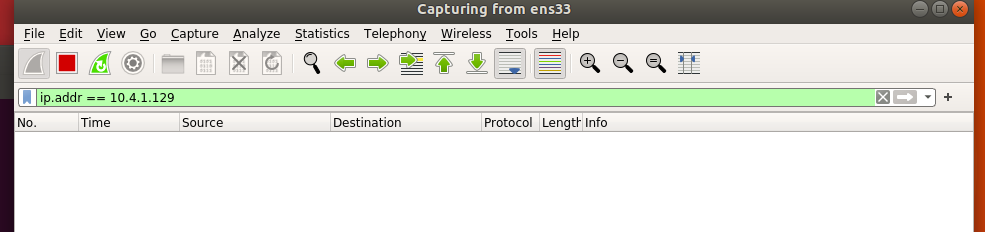 Capturing from ens33
File Edit View Go Capture Analyze Statistics Telephony Wireless Tools Help
ip.addr == 10.4.1.129
No. Time Source Destination Protocol Length Info